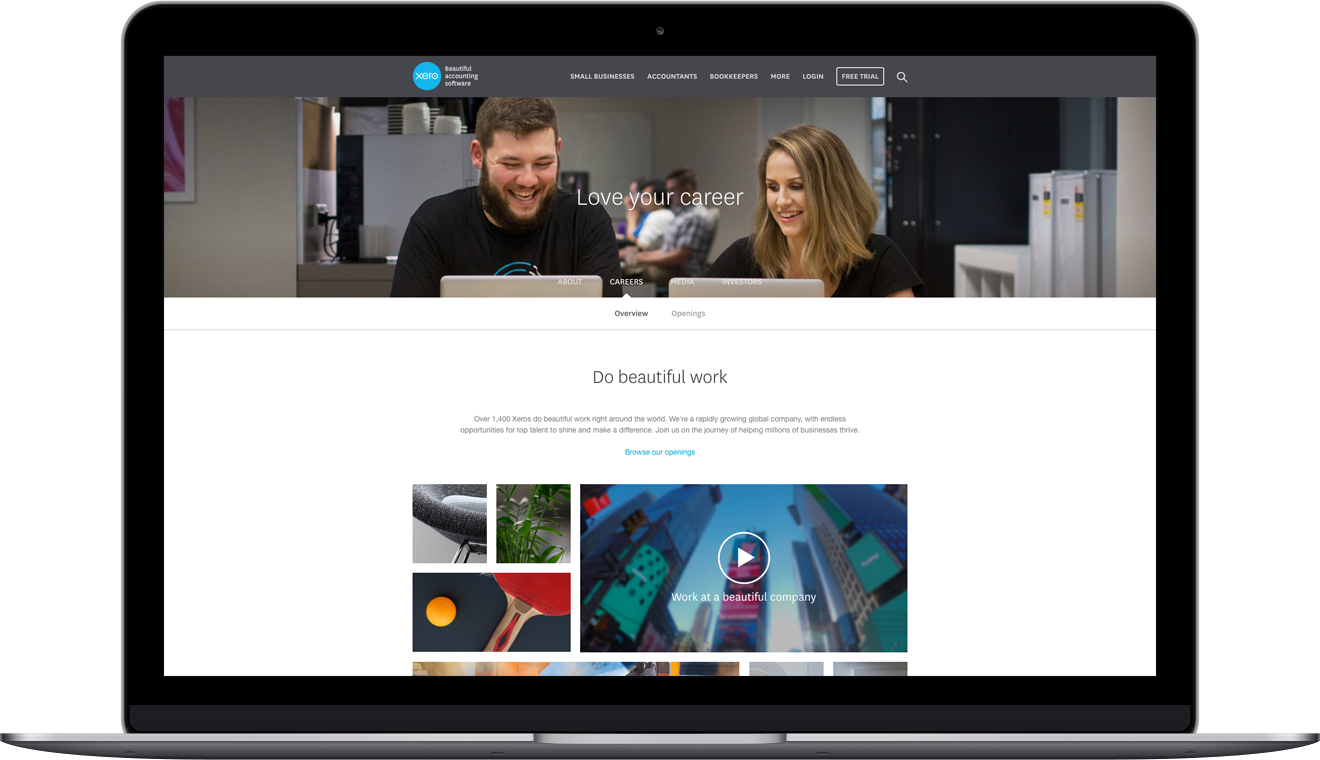 xero
Beautiful
accounting
software
SMALL BUSINESSES
ACCOUNTANTS
BOOKKEEPERS
MORE
LOGIN
FREE TRIAL
Love your career
ABOUT
CAREERS
MEDIA
INVESTORS
Overview
Openings
Do beautiful work
Over 1,400 Xeros do beautiful work right around the world. We're a rapidly growing global company, with endless
opportunities for top talent to shine and make a difference. Join us on the journey of helping millions of businesses thrive.
Browse our openings
Work at a beautiful company